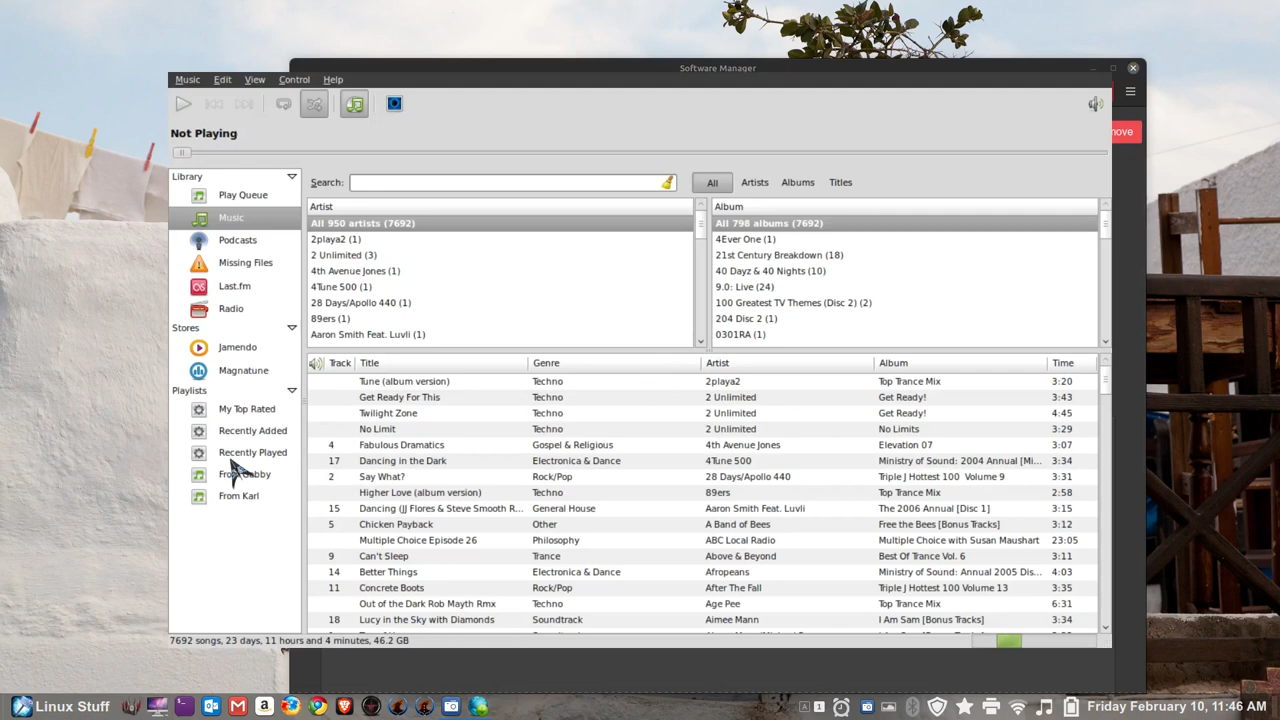 Software Manager
Music Edit View Control Help
move
Not Playing
Library
Play Queue
Music
Podcasts
Missing Files
Last.fm
Radio
Stores
Jamendo
Magnatune
Playlists
My Top Rated
Recently Added
Recently Played
From Karl
Search: All Artists Albums Titles
Artist
All 950 artists (7692)
2playa2 (1)
2 Unlimited (3)
4th Avenue Jones (1)
4Tune 500 (1)
28 Days/Apollo 440 (1)
89ers (1)
Aaron Smith Feat. Luvli (1)
Album
All 798 albums (7692)
4Ever One (1)
21st Century Breakdown (18)
40 Dayz & 40 Nights (10)
9.0: Live (24)
100 Greatest TV Themes (Disc 2) (2)
204 Disc 2 (1)
0301RA (1)
Track Title Genre Artist Album Time
Tune (album version) Techno 2playa2 Top Trance Mix 3:20
Get Ready For This Techno 2 Unlimited Get Ready! 3:43
Twilight Zone Techno 2 Unlimited Get Ready! 4:45
No Limit Techno 2 Unlimited No Limits 3:29
4 Fabulous Dramatics Gospel & Religious 4th Avenue Jones Elevation 07 3:07
17 Dancing in the Dark Electronica & Dance 4Tune 500 Ministry of Sound: 2004 Annual [Mi... 3:34
2 Say What? Rock/Pop 28 Days/Apollo 440 Triple J Hottest 100 Volume 9 3:31
Higher Love (album version) Techno 89ers Top Trance Mix 2:58
15 Dancing (JJ Flores & Steve Smooth R... General House Aaron Smith Feat. Luvli The 2006 Annual [Disc 1] 3:15
5 Chicken Payback Other A Band of Bees Free the Bees [Bonus Tracks] 3:12
Multiple Choice Episode 26 Philosophy ABC Local Radio Multiple Choice with Susan Maushart 23:05
9 Can't Sleep Trance Above & Beyond Best Of Trance Vol. 6 3:11
14 Better Things Electronica & Dance Afropeans Ministry of Sound: Annual 2005 Dis... 4:03
11 Concrete Boots Rock/Pop After The Fall Triple J Hottest 100 Volume 13 3:35
Out of the Dark Rob Mayth Rmx Techno Age Pee Top Trance Mix 6:31
18 Lucy in the Sky with Diamonds Soundtrack Aimee Mann I Am Sam [Bonus Tracks] 3:34
7692 songs, 23 days, 11 hours and 4 minutes, 46.2 GB
Linux Stuff
A 1 Friday February 10, 11:46 AM